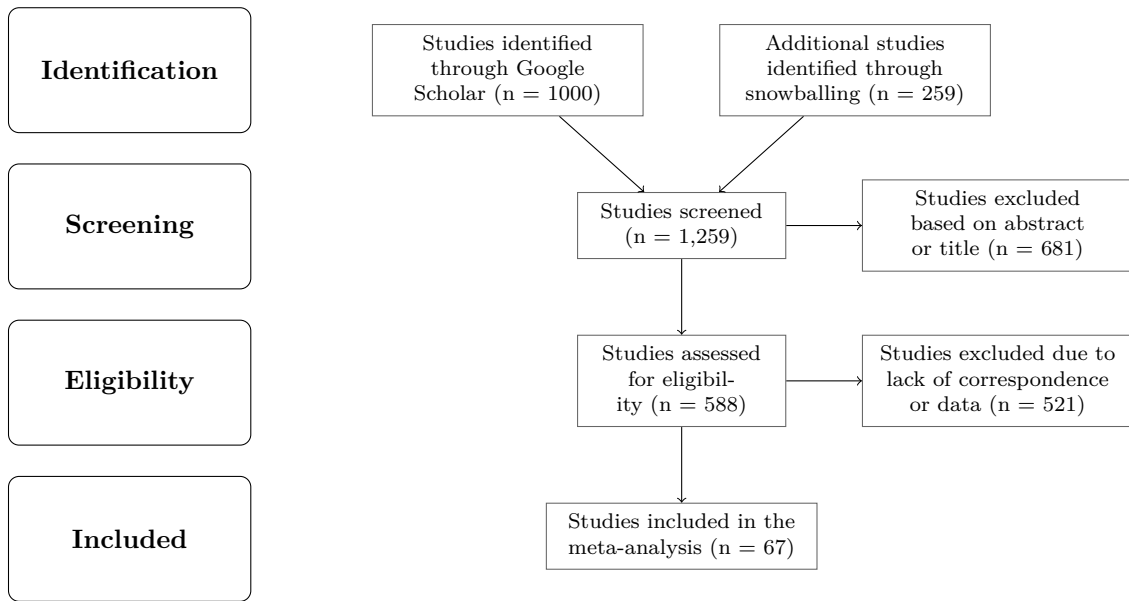 Identification
Studies identified
through Google
Scholar (n = 1000)
Additional studies
identified through
snowballing (n = 259)
Screening
Studies screened
(n = 1,259)
Studies excluded
based on abstract
or title (n = 681)
Eligibility
Studies assessed
for eligibil-
ity (n = 588)
Studies excluded due to
lack of correspondence
or data (n = 521)
Included
Studies included in the
meta-analysis (n = 67)